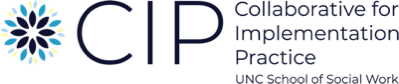 CIP
Collaborative for
Implementation
Practice
UNC School of Social Work